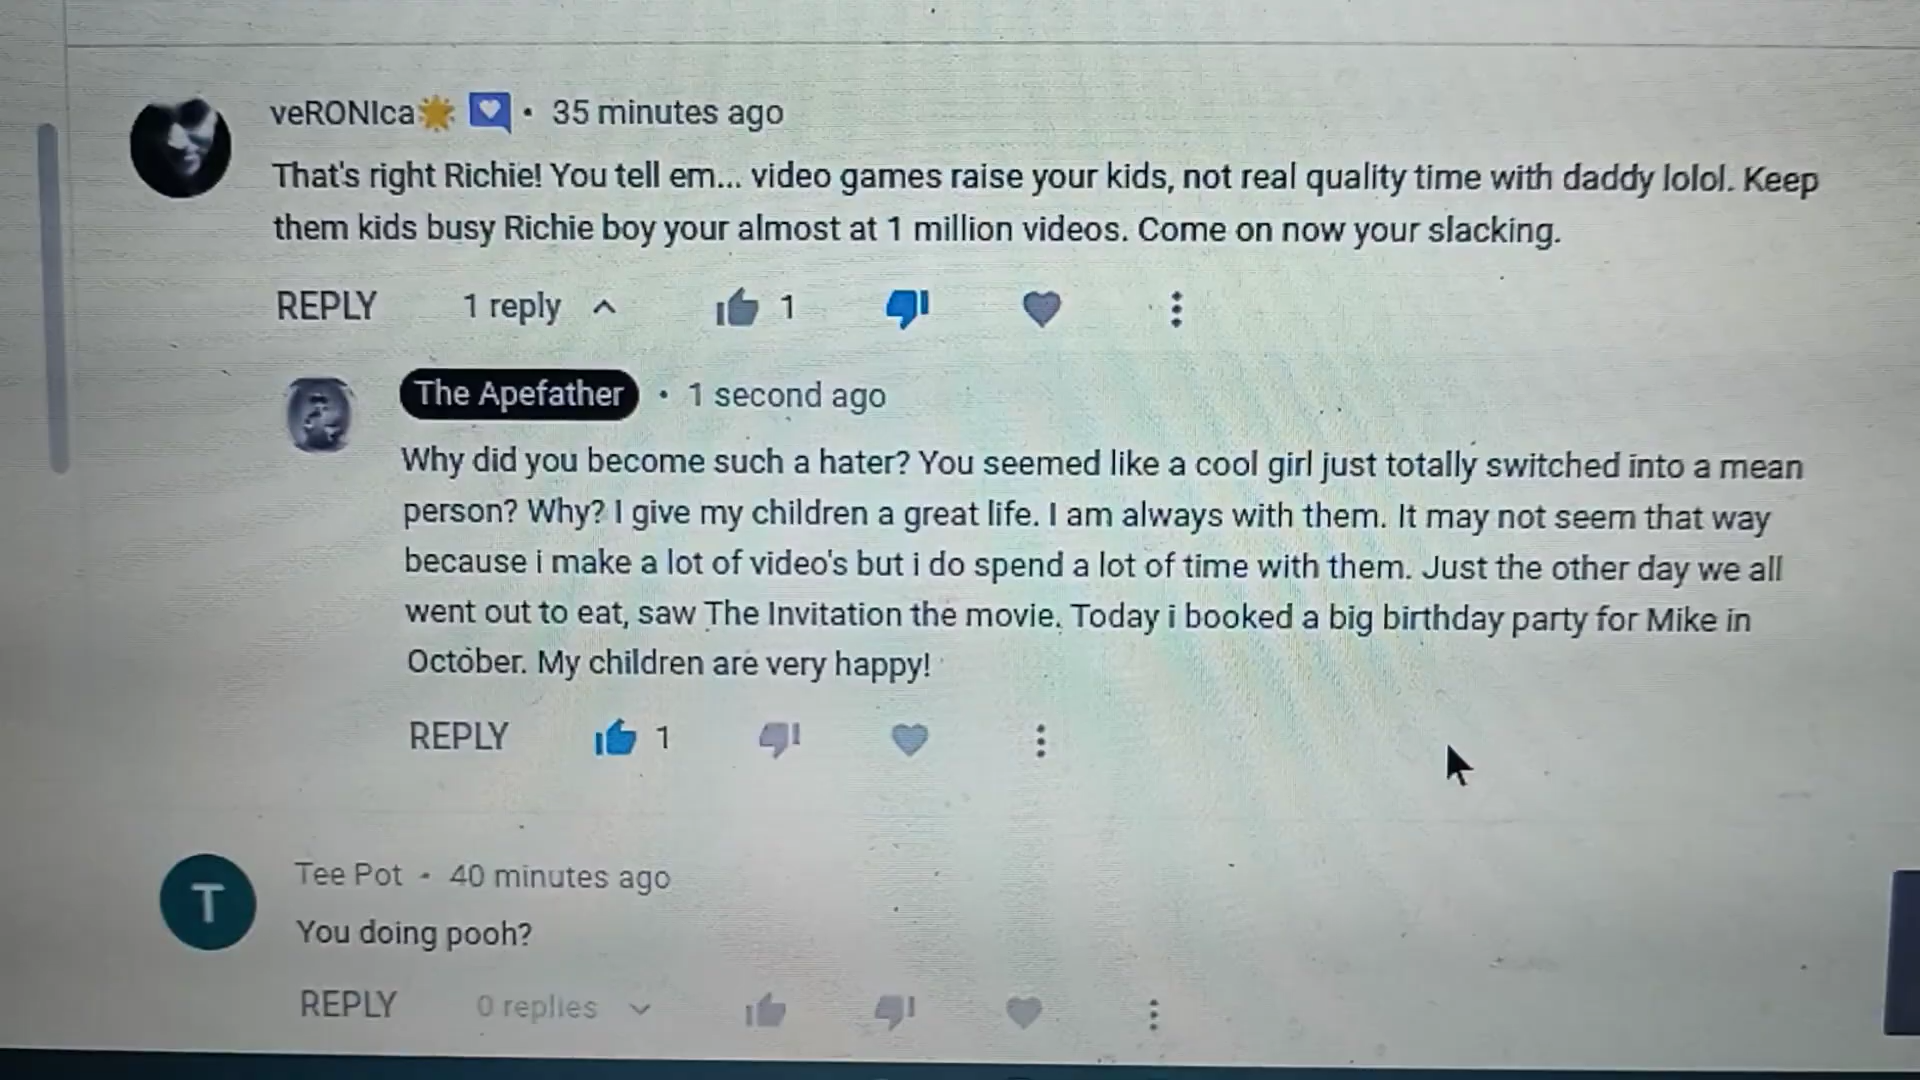 veRONIca🌟 · 35 minutes ago
That's right Richie! You tell em... video games raise your kids, not real quality time with daddy lolol. Keep
them kids busy Richie boy your almost at 1 million videos. Come on now your slacking.
REPLY 1 reply 1
The Apefather · 1 second ago
Why did you become such a hater? You seemed like a cool girl just totally switched into a mean
person? Why? I give my children a great life. I am always with them. It may not seem that way
because i make a lot of video's but i do spend a lot of time with them. Just the other day we all
went out to eat, saw The Invitation the movie. Today i booked a big birthday party for Mike in
October. My children are very happy!
REPLY 1
T
Tee Pot · 40 minutes ago
You doing pooh?
REPLY 0 replies